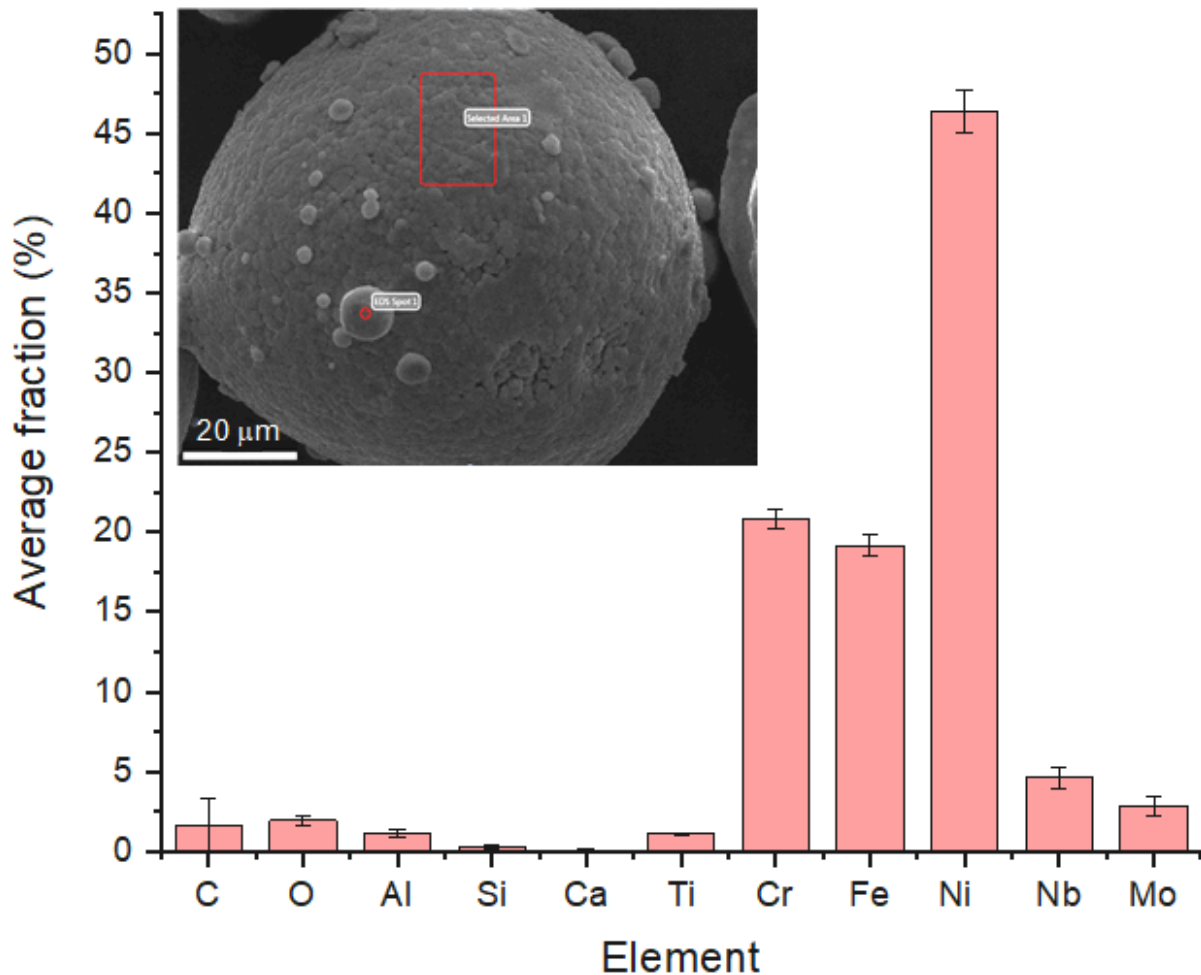 Average fraction (%)
50
45
40
35
30
25
20
15
10
5
0
Selected Area 1
EDS Spot 1
20 μm
C O Al Si Ca Ti Cr Fe Ni Nb Mo
Element